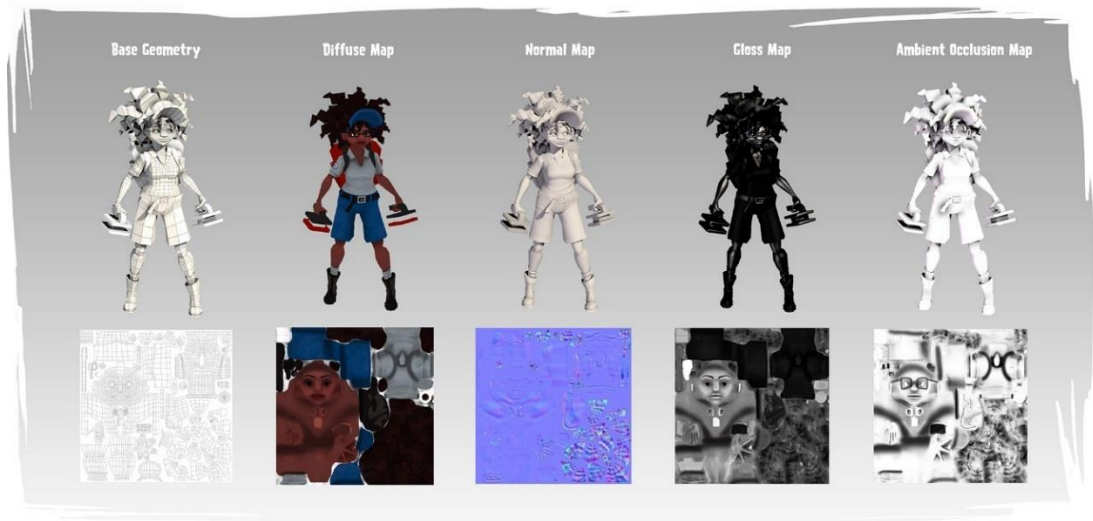 Base Geometry
Diffuse Map
Normal Map
Gloss Map
Ambient Occlusion Map